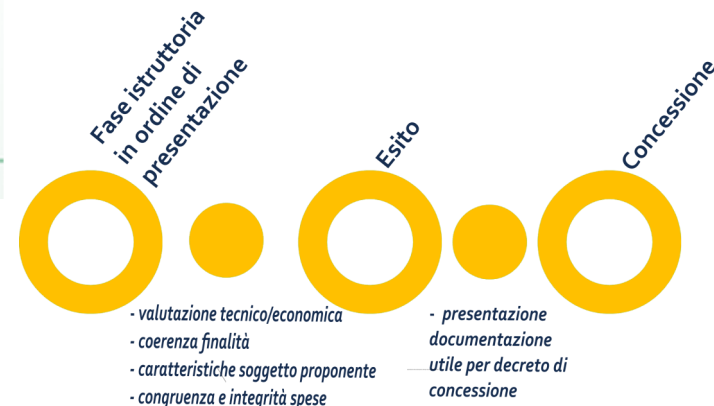 Fase istruttoria
in ordine di
presentazione
Esito
Concessione
- valutazione tecnico/economica
- coerenza finalità
- caratteristiche soggetto proponente
- congruenza e integrità spese
- presentazione
documentazione
utile per decreto di
concessione